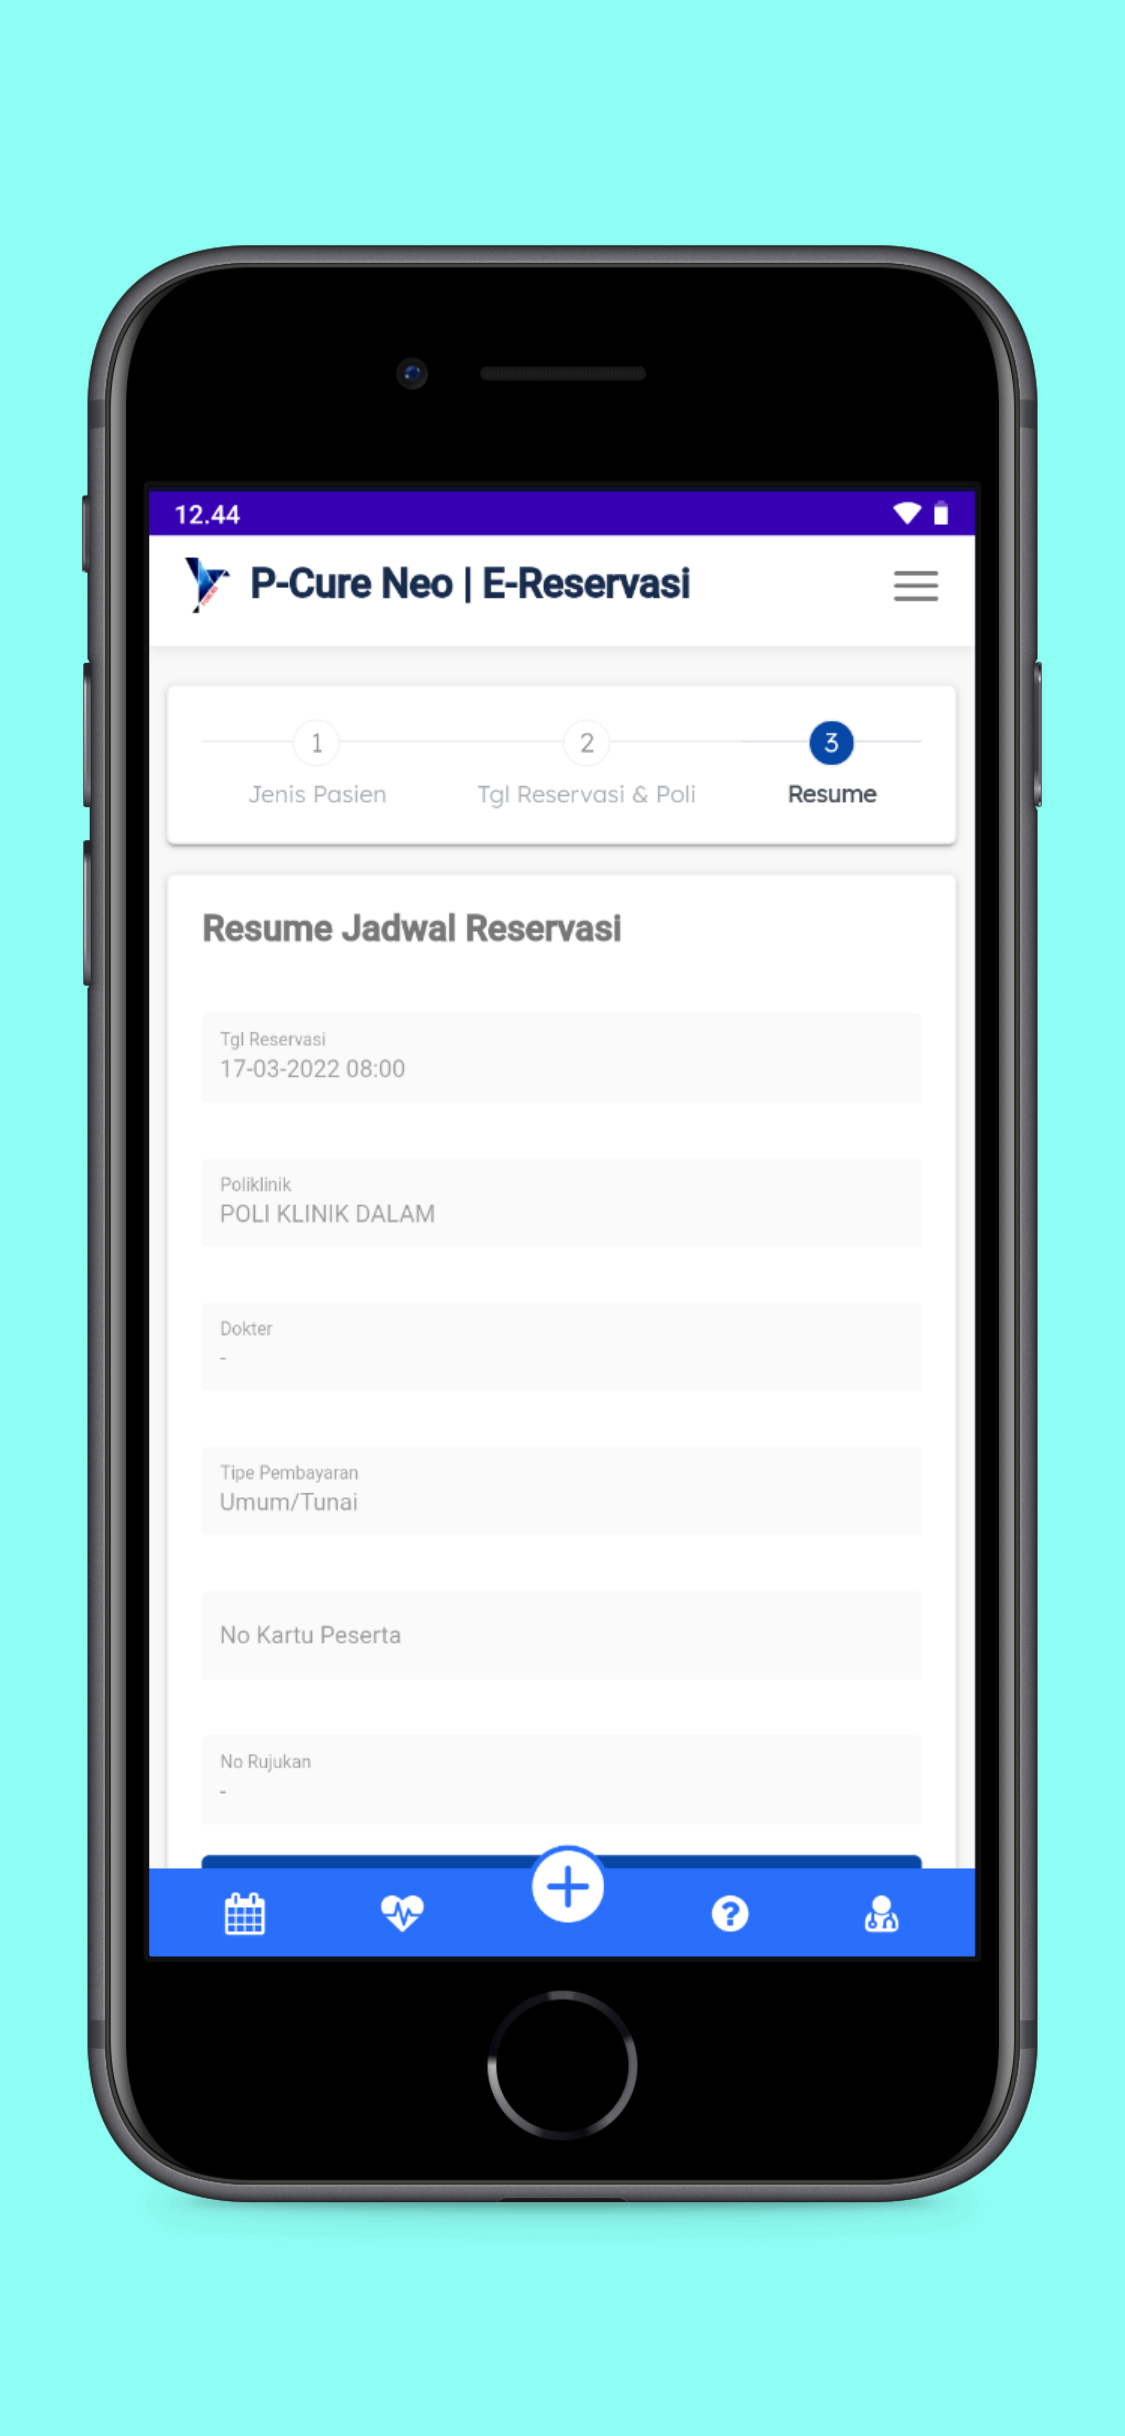 12.44
P-Cure Neo | E-Reservasi
1
2
3
Jenis Pasien
Tgl Reservasi & Poli
Resume
Resume Jadwal Reservasi
Tgl Reservasi
17-03-2022 08:00
Poliklinik
POLI KLINIK DALAM
Dokter
-
Tipe Pembayaran
Umum/Tunai
No Kartu Peserta
No Rujukan
-